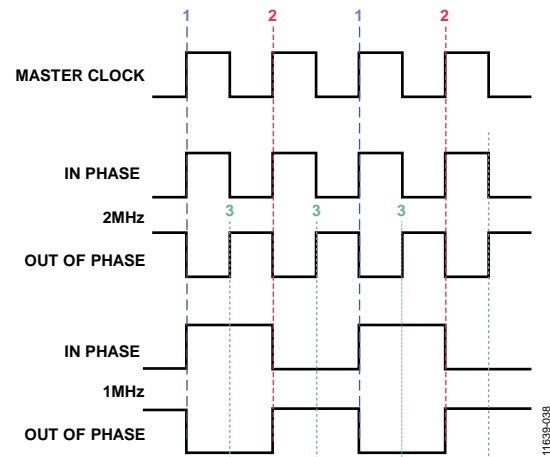 1 2 1 2
MASTER CLOCK
IN PHASE
2MHz
3 3 3
OUT OF PHASE
IN PHASE
1MHz
OUT OF PHASE
11639-038